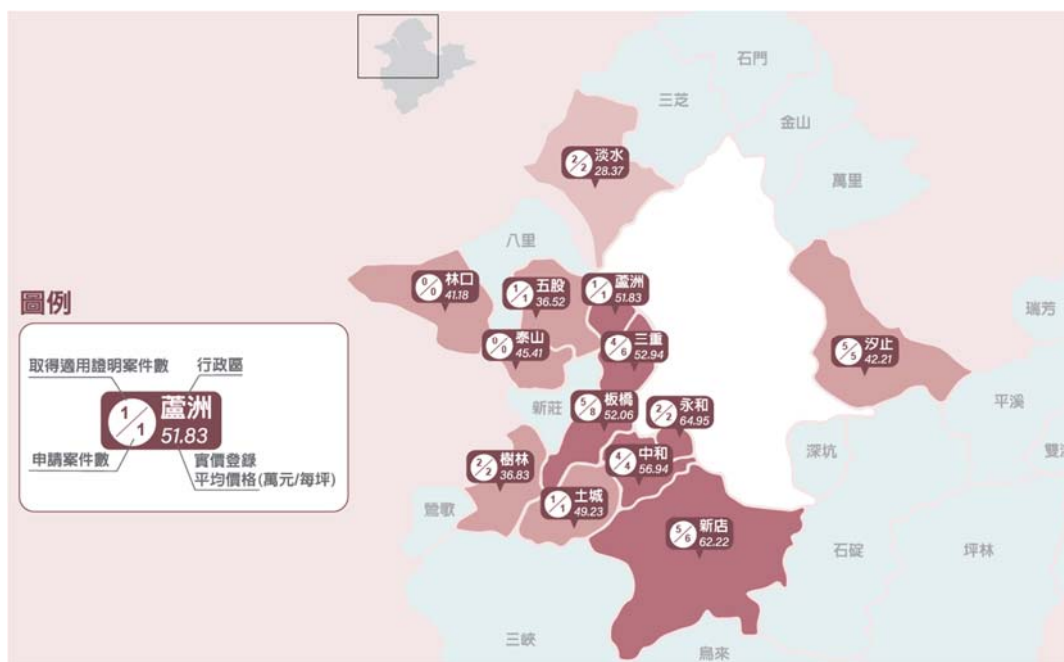 石門
三芝
金山
萬里
2/2 淡水
28.37
八里
0/0 林口
41.18
1/1 五股
36.52
1/1 蘆洲
51.83
瑞芳
圖例
0/0 泰山
45.41
4/6 三重
52.94
5/5 汐止
42.21
取得適用證明案件數
行政區
1/1 蘆洲
51.83
申請案件數
實價登錄
平均價格(萬元/每坪)
新莊
5/8 板橋
52.06
2/2 永和
64.95
平溪
深坑
2/2 樹林
36.83
4/4 中和
56.94
鶯歌
1/1 土城
49.23
5/6 新店
62.22
石碇
坪林
三峽
烏來